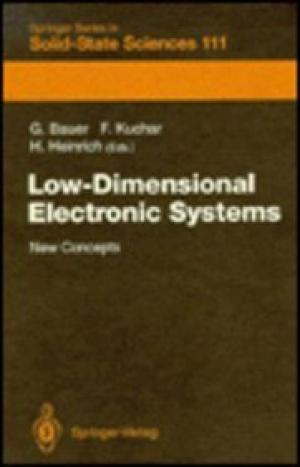 Springer Series in
Solid-State Sciences 111
G. Bauer F. Kuchar
H. Heinrich (Eds.)
Low-Dimensional
Electronic Systems
New Concepts
Springer-Verlag